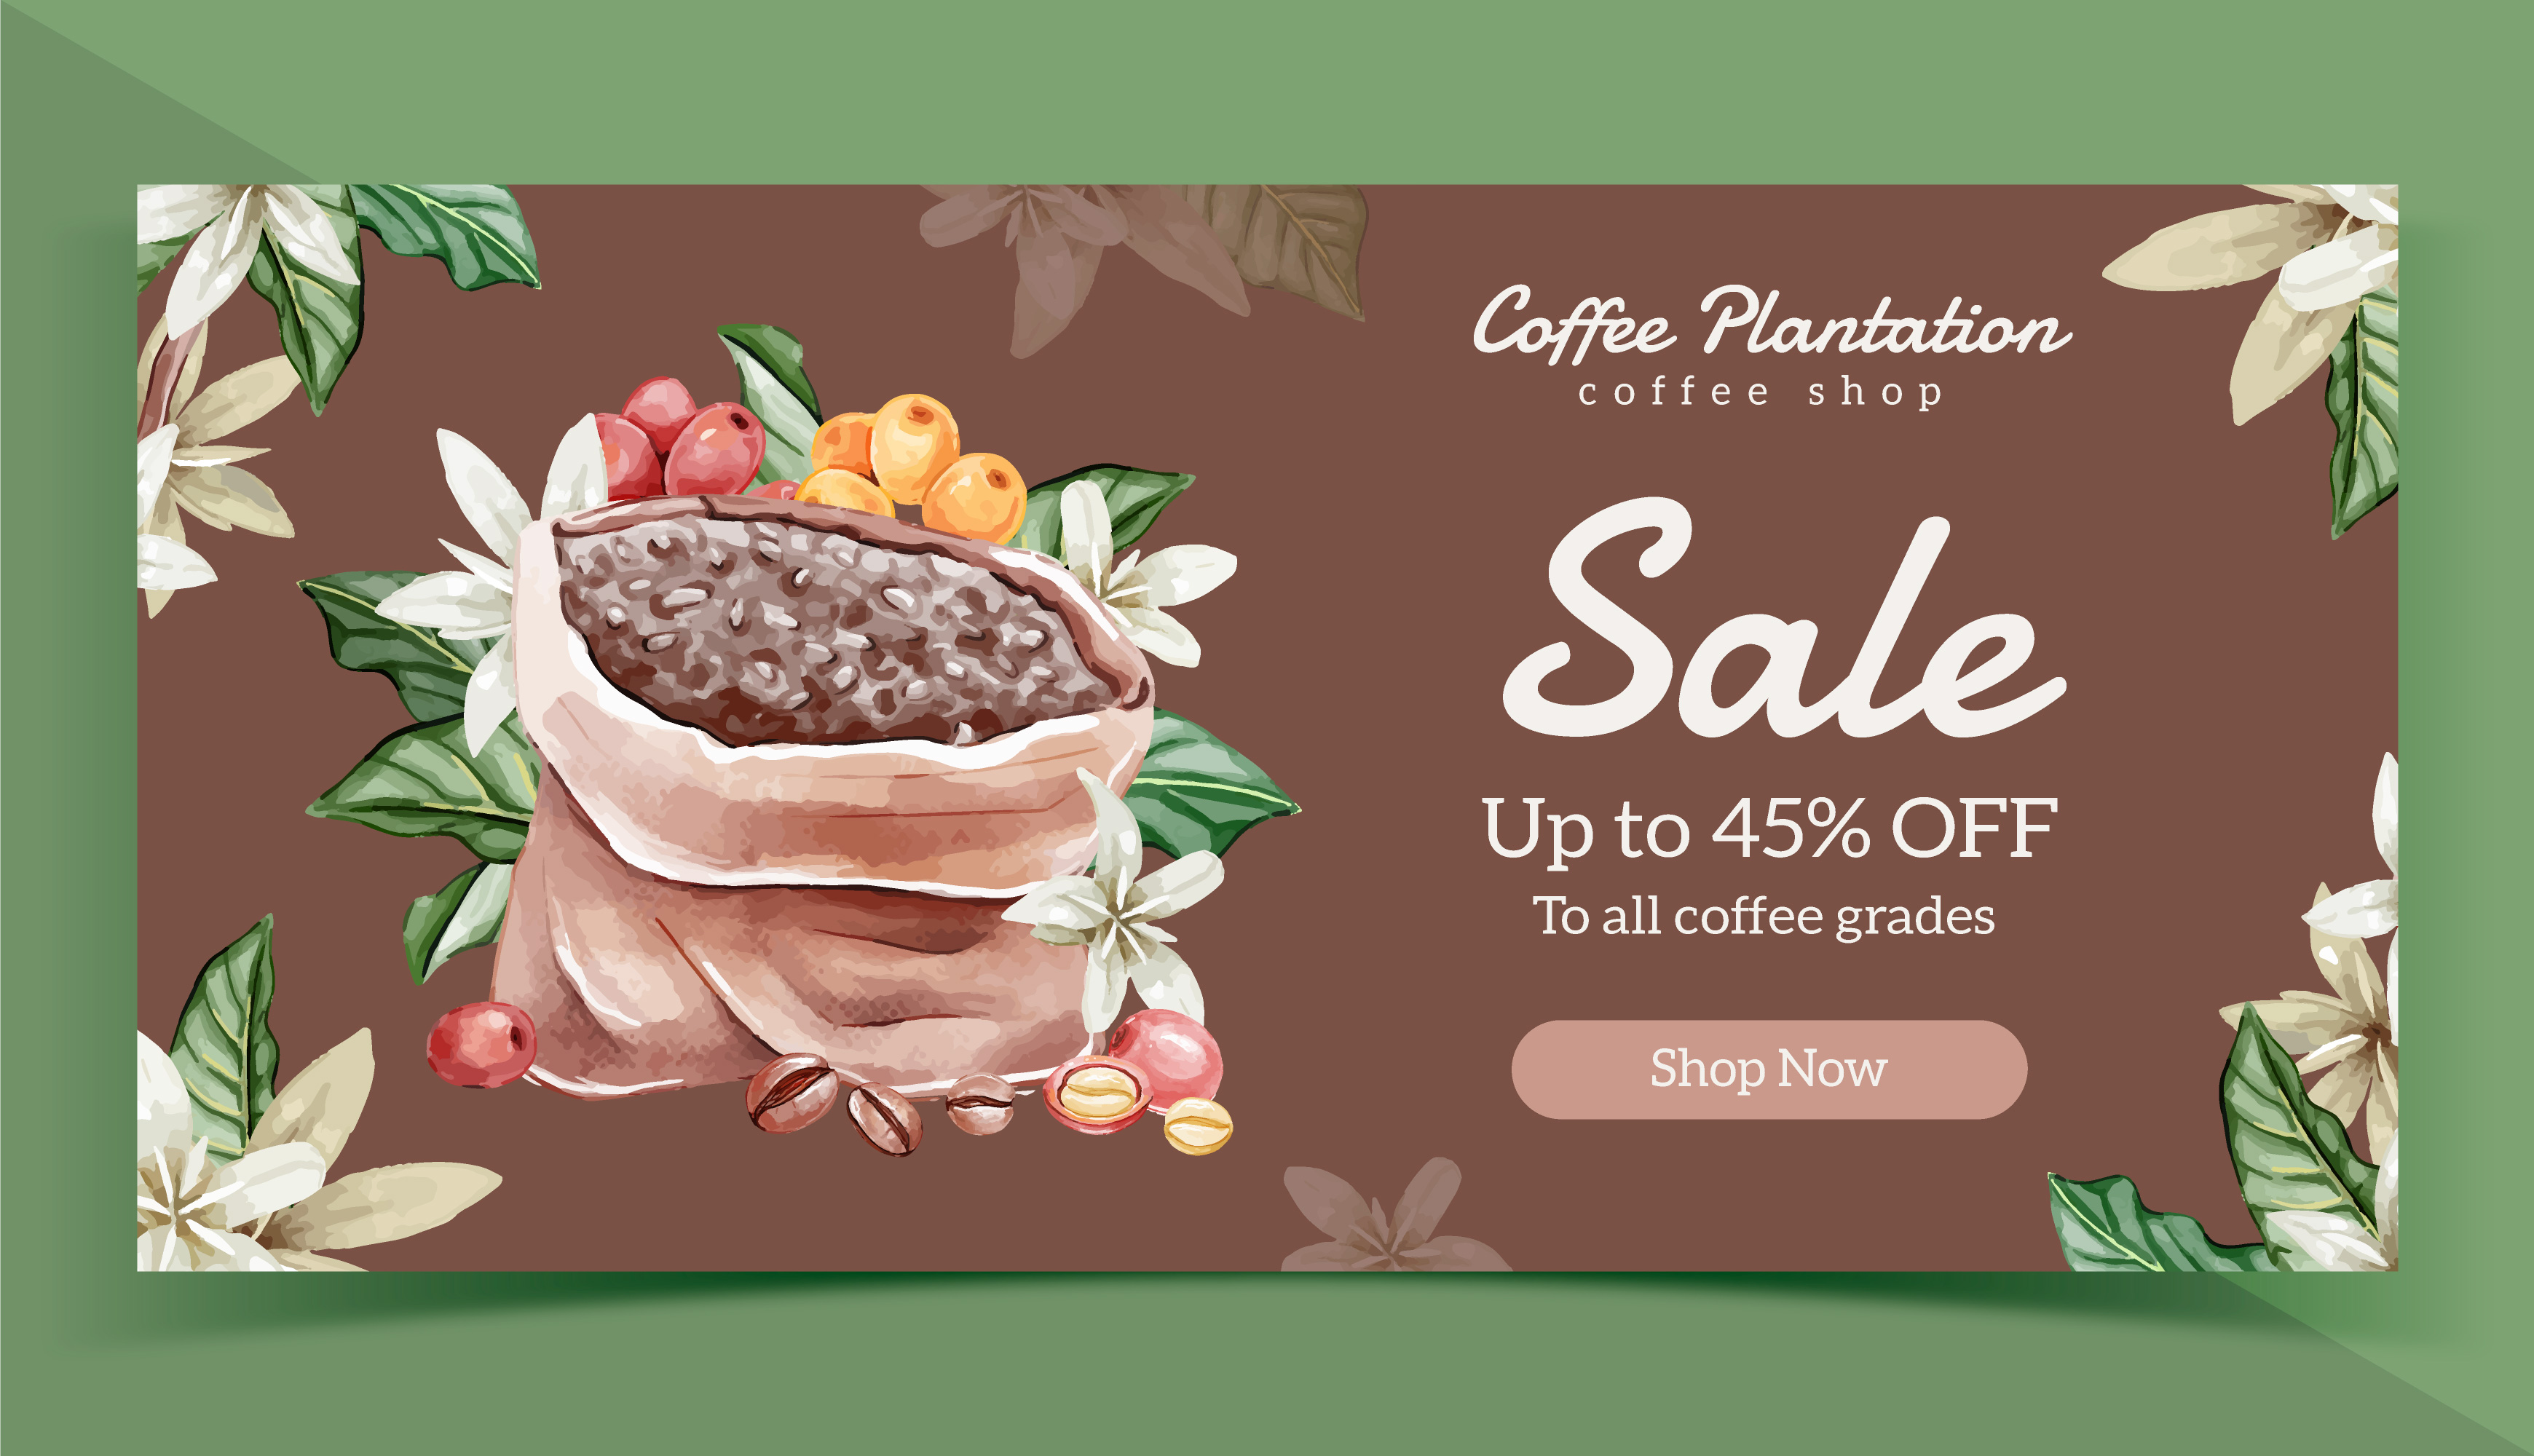 Coffee Plantation
coffee shop
Sale
Up to 45% OFF
To all coffee grades
Shop Now